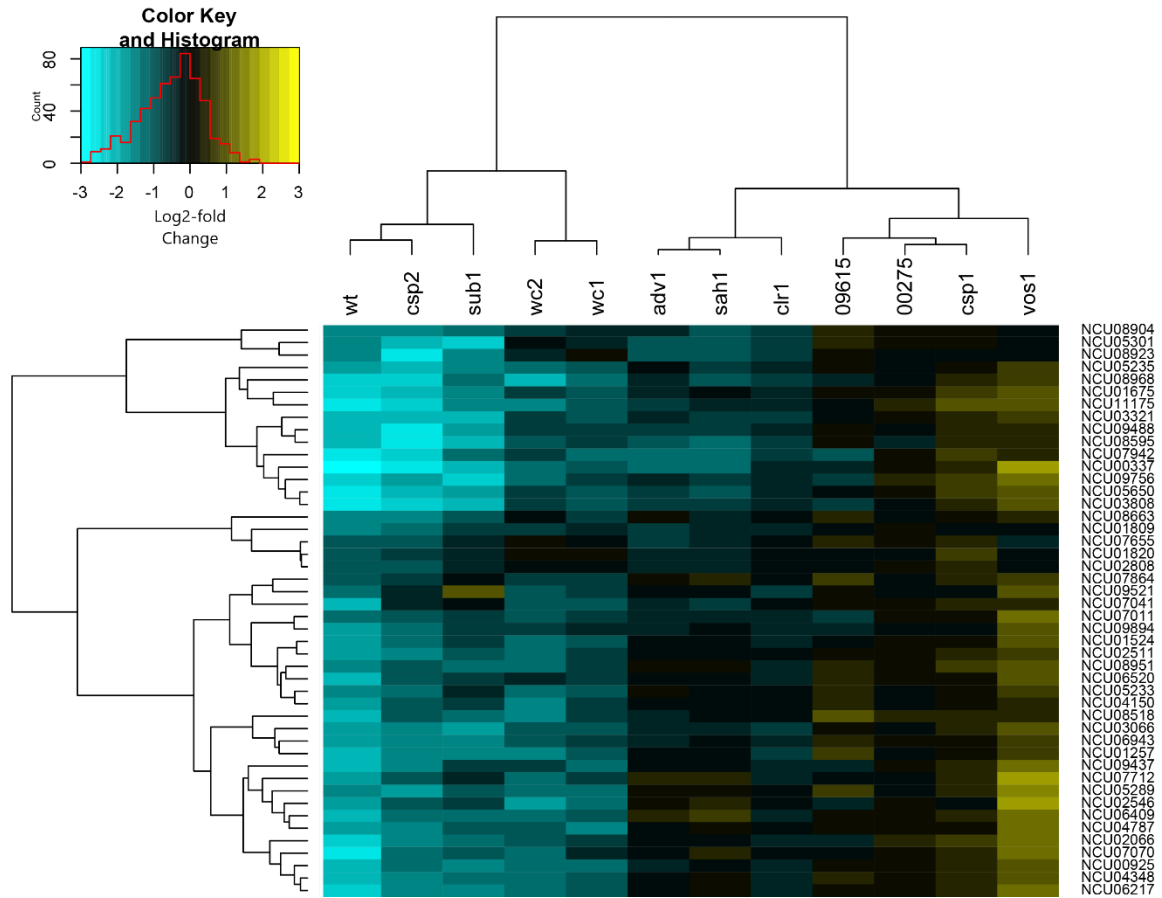 Color Key
and Histogram
Count
0
40
80
-3 -2 -1 0 1 2 3
Log2-fold
Change
wt csp2 sub1 wc2 wc1 adv1 sah1 clr1 09615 00275 csp1 vos1
NCU08904
NCU05301
NCU08923
NCU05235
NCU08968
NCU01675
NCU11175
NCU03321
NCU09488
NCU08595
NCU07942
NCU00337
NCU09756
NCU05650
NCU03808
NCU08663
NCU01809
NCU07655
NCU01820
NCU02808
NCU07864
NCU09521
NCU07041
NCU07011
NCU09894
NCU01524
NCU02511
NCU08951
NCU06520
NCU05233
NCU04150
NCU08518
NCU03066
NCU06943
NCU01257
NCU09437
NCU07712
NCU05289
NCU02546
NCU06409
NCU04787
NCU02066
NCU07070
NCU00925
NCU04348
NCU06217